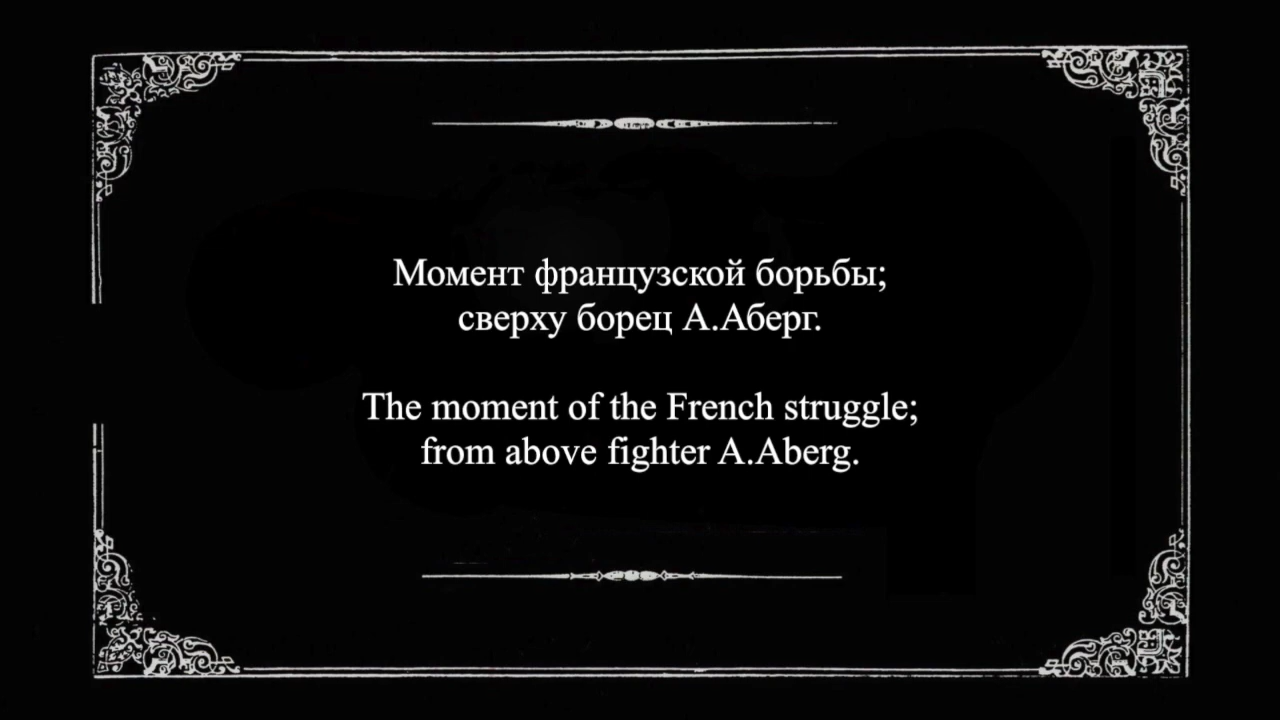 Момент французской борьбы;
сверху борец А.Аберг.
The moment of the French struggle;
from above fighter A.Aberg.